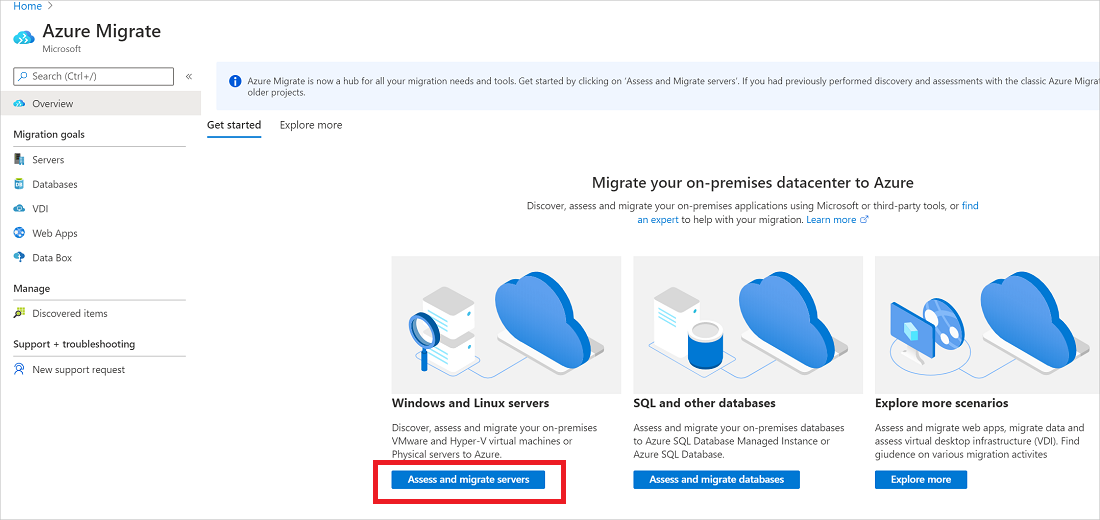 Home >
Azure Migrate
Microsoft
Search (Ctrl+/)
«
Overview
Migration goals
Servers
Databases
VDI
Web Apps
Data Box
Manage
Discovered items
Support + troubleshooting
New support request
Azure Migrate is now a hub for all your migration needs and tools. Get started by clicking on 'Assess and Migrate servers'. If you had previously performed discovery and assessments with the classic Azure Migrat
older projects.
Get started
Explore more
Migrate your on-premises datacenter to Azure
Discover, assess and migrate your on-premises applications using Microsoft or third-party tools, or find
an expert to help with your migration. Learn more
Windows and Linux servers
Discover, assess and migrate your on-premises
VMware and Hyper-V virtual machines or
Physical servers to Azure.
Assess and migrate servers
SQL and other databases
Assess and migrate your on-premises databases
to Azure SQL Database Managed Instance or
Azure SQL Database.
Assess and migrate databases
Explore more scenarios
Assess and migrate web apps, migrate data and
assess virtual desktop infrastructure (VDI). Find
giudence on various migration activites
Explore more